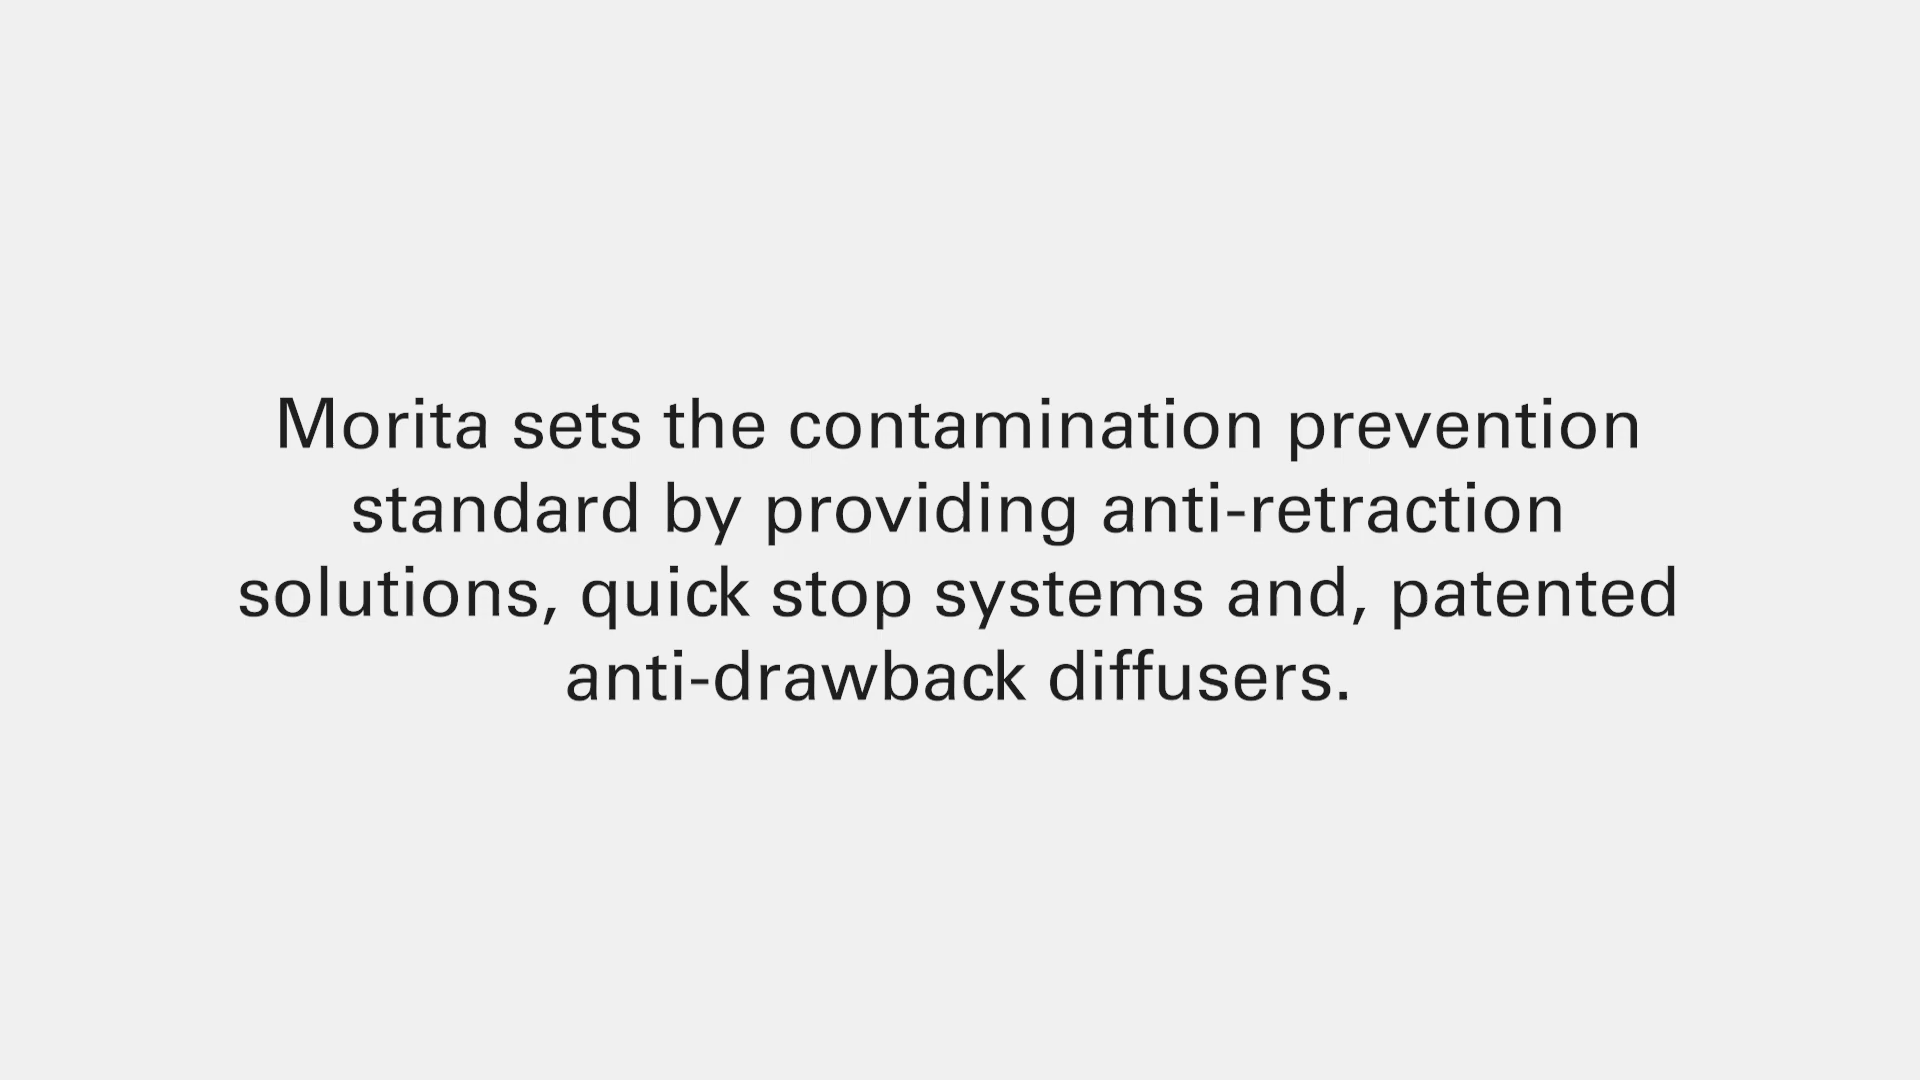 Morita sets the contamination prevention
standard by providing anti-retraction
solutions, quick stop systems and, patented
anti-drawback diffusers.